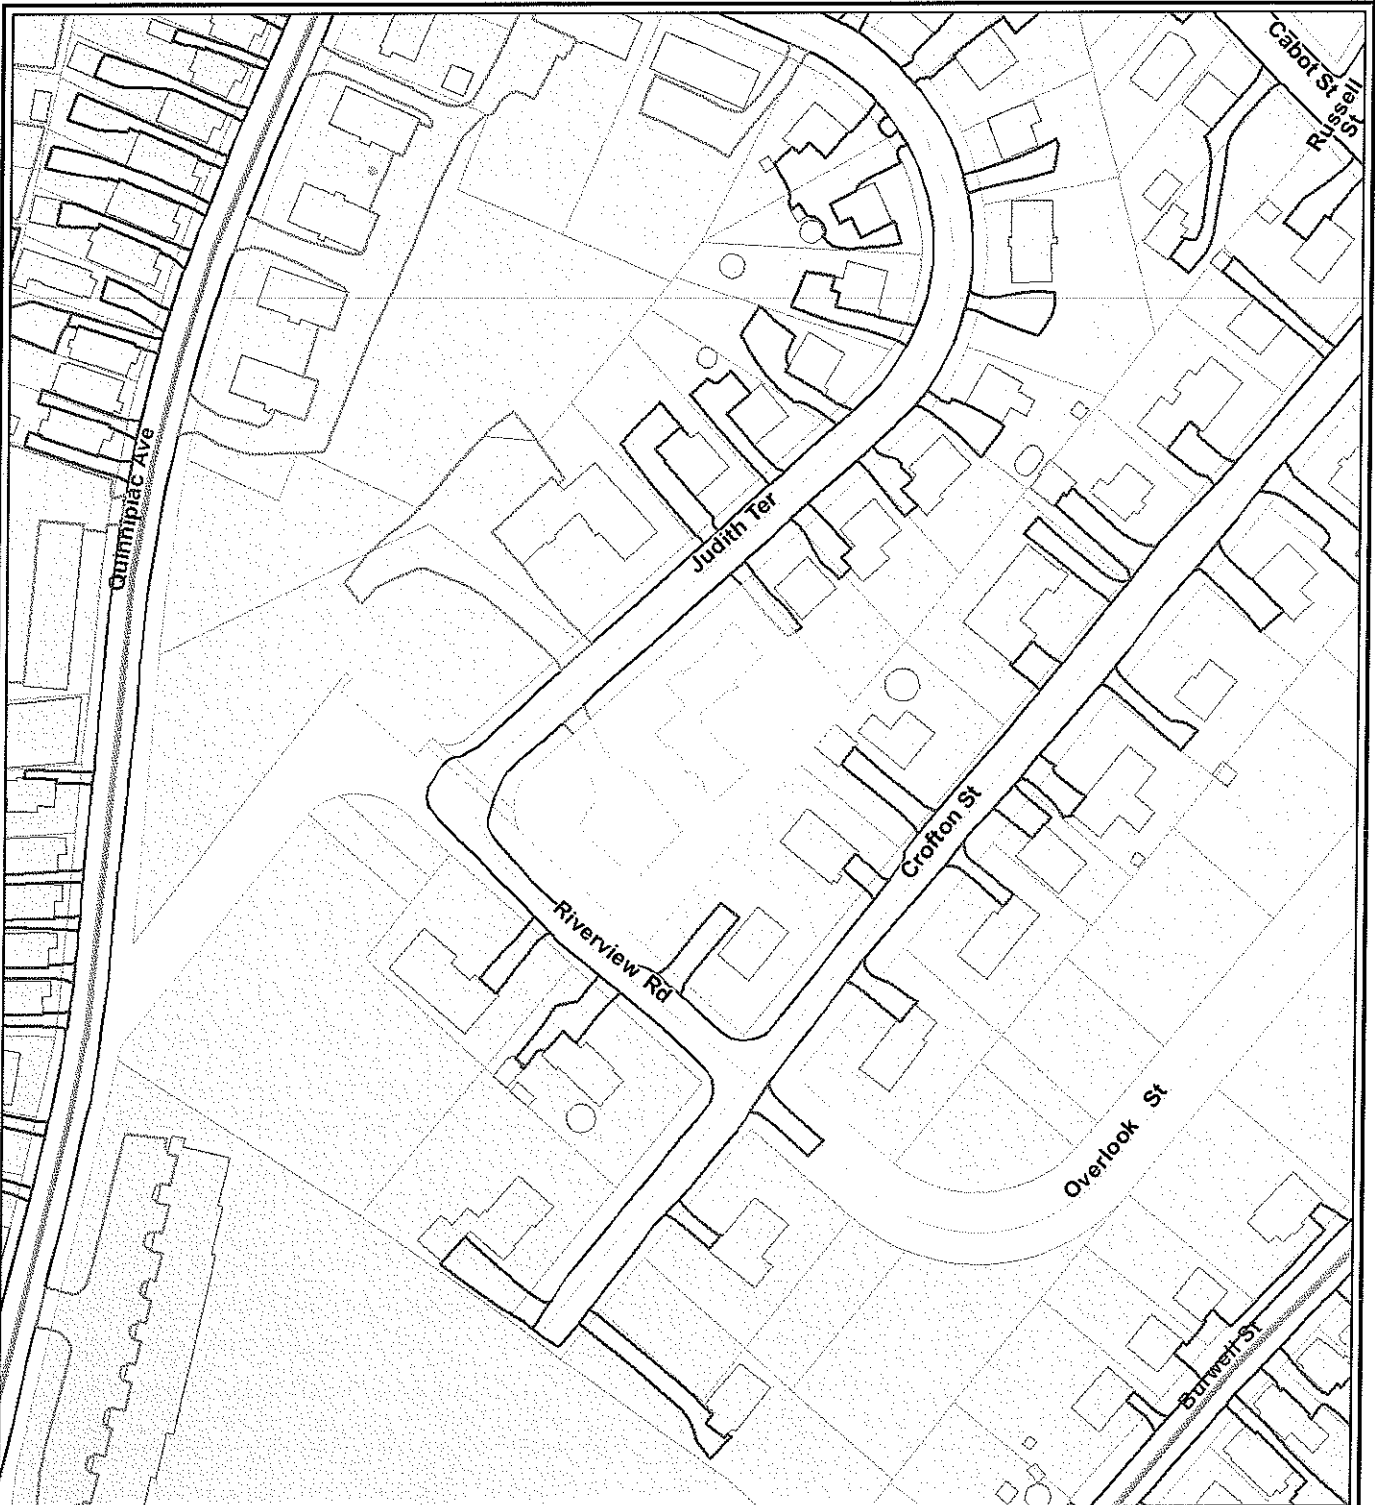 Cabot St
Russell
St
Quinnipiac Ave
Judith Ter
Crofton St
Riverview Rd
Overlook St
Burwell St